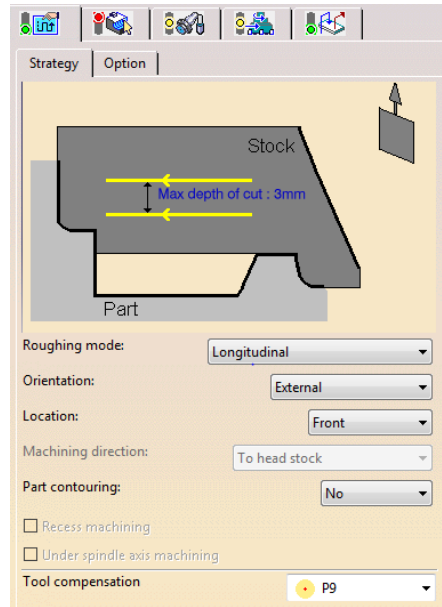 Strategy Option
Stock
Max depth of cut : 3mm
Part
Roughing mode: Longitudinal
Orientation: External
Location: Front
Machining direction: To head stock
Part contouring: No
Recess machining
Under spindle axis machining
Tool compensation P9